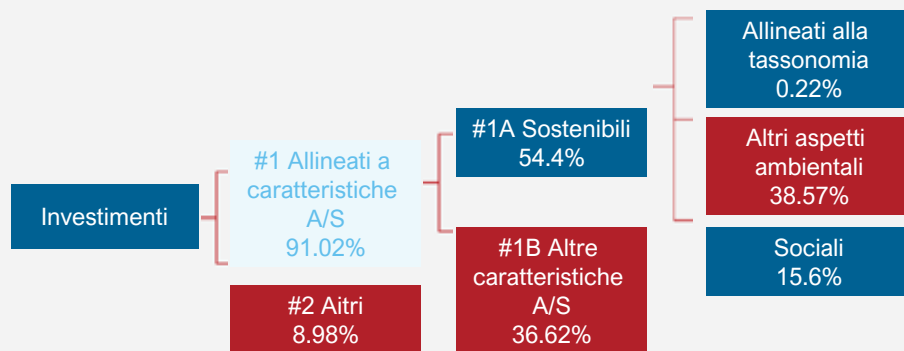 Investimenti
#1 Allineati a
caratteristiche
A/S
91.02%
#2 Aitri
8.98%
#1A Sostenibili
54.4%
#1B Altre
caratteristiche
A/S
36.62%
Allineati alla
tassonomia
0.22%
Altri aspetti
ambientali
38.57%
Sociali
15.6%